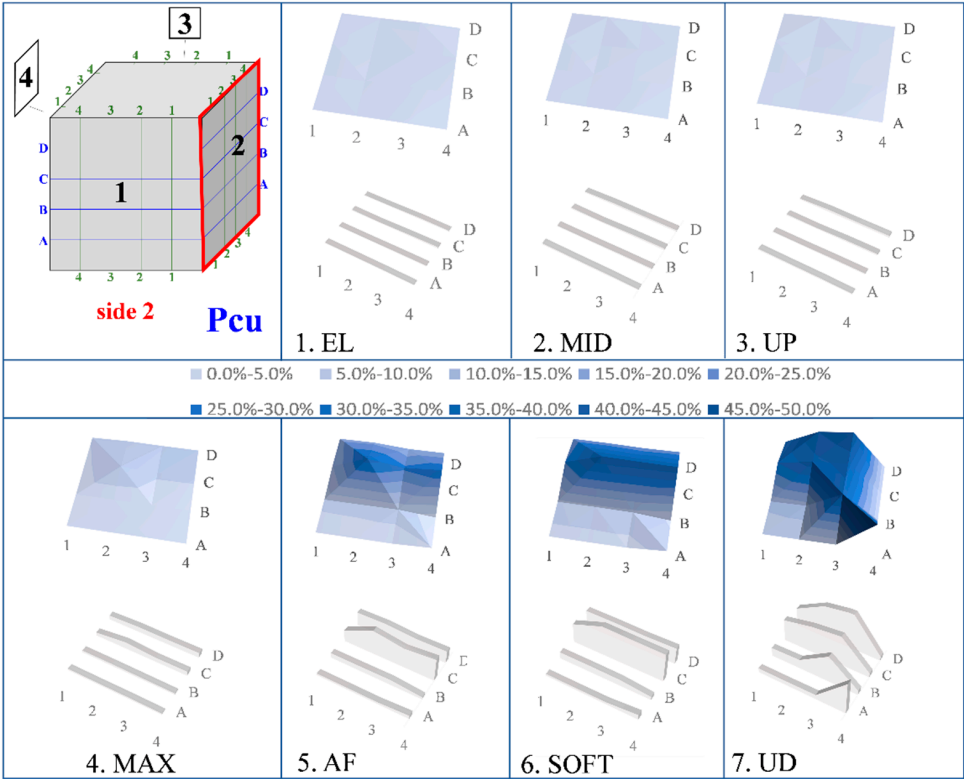 3
4
4 3 2 1
4 4
3 3
2 2
1 1
D
C
B
A
D
C
B
A
1
2
4 3 2 1
1 2 3 4
side 2
Pcu
D
C
B
A
1 2 3 4
D
C
B
A
1 2 3 4
1. EL
D
C
B
A
1 2 3 4
D
C
B
A
1 2 3 4
2. MID
D
C
B
A
1 2 3 4
D
C
B
A
1 2 3 4
3. UP
0.0%-5.0% 5.0%-10.0% 10.0%-15.0% 15.0%-20.0% 20.0%-25.0%
25.0%-30.0% 30.0%-35.0% 35.0%-40.0% 40.0%-45.0% 45.0%-50.0%
D
C
B
A
1 2 3 4
D
C
B
A
1 2 3 4
4. MAX
D
C
B
A
1 2 3 4
D
C
B
A
1 2 3 4
5. AF
D
C
B
A
1 2 3 4
D
C
B
A
1 2 3 4
6. SOFT
D
C
B
A
1 2 3 4
D
C
B
A
1 2 3 4
7. UD